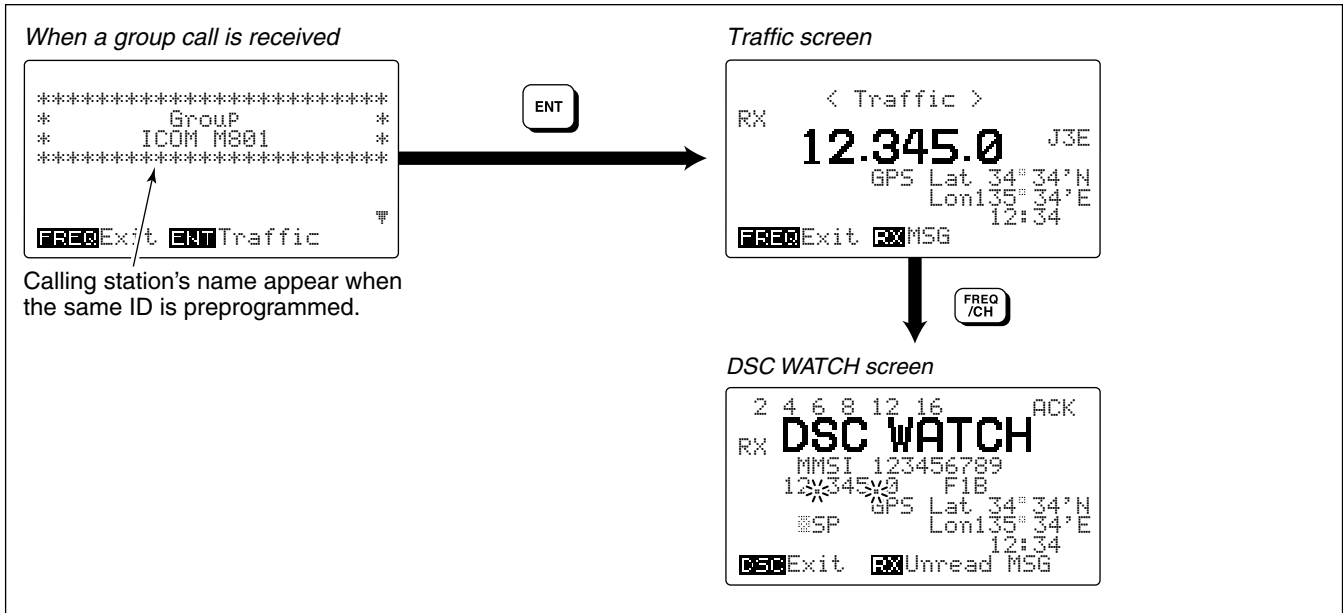 When a group call is received
************************
* Group *
* ICOM M801 *
************************
FREQ Exit ENT Traffic
Calling station's name appear when
the same ID is preprogrammed.
ENT
Traffic screen
< Traffic >
RX
12.345.0 J3E
GPS Lat 34°34'N
Lon135°34'E
12:34
FREQ Exit RX MSG
FREQ
/CH
DSC WATCH screen
2 4 6 8 12 16 ACK
RX DSC WATCH
MMSI 123456789
12.345.0 F1B
GPS Lat 34°34'N
SP Lon135°34'E
12:34
DSC Exit RX Unread MSG